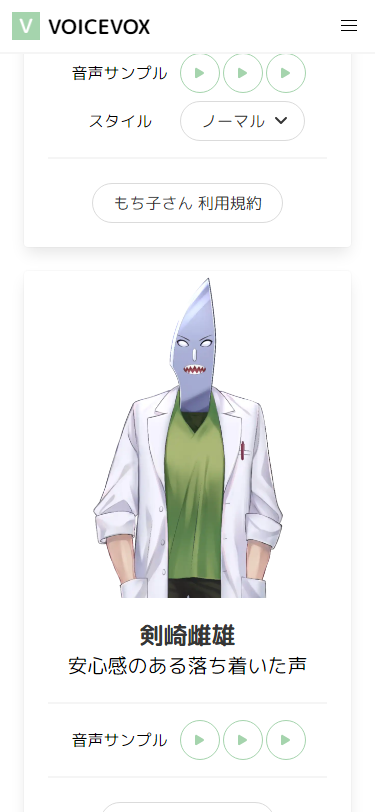 V VOICEVOX
音声サンプル
スタイル ノーマル
もち子さん 利用規約
剣崎雌雄
安心感のある落ち着いた声
音声サンプル